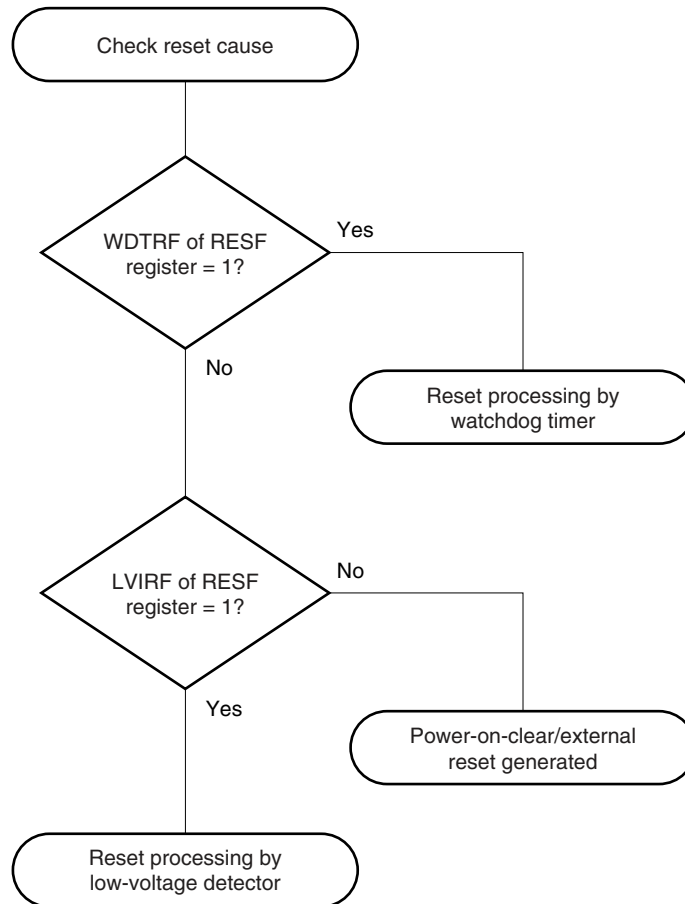 Check reset cause
WDTRF of RESF
register = 1?
Yes
No
Reset processing by
watchdog timer
LVIRF of RESF
register = 1?
No
Yes
Power-on-clear/external
reset generated
Reset processing by
low-voltage detector